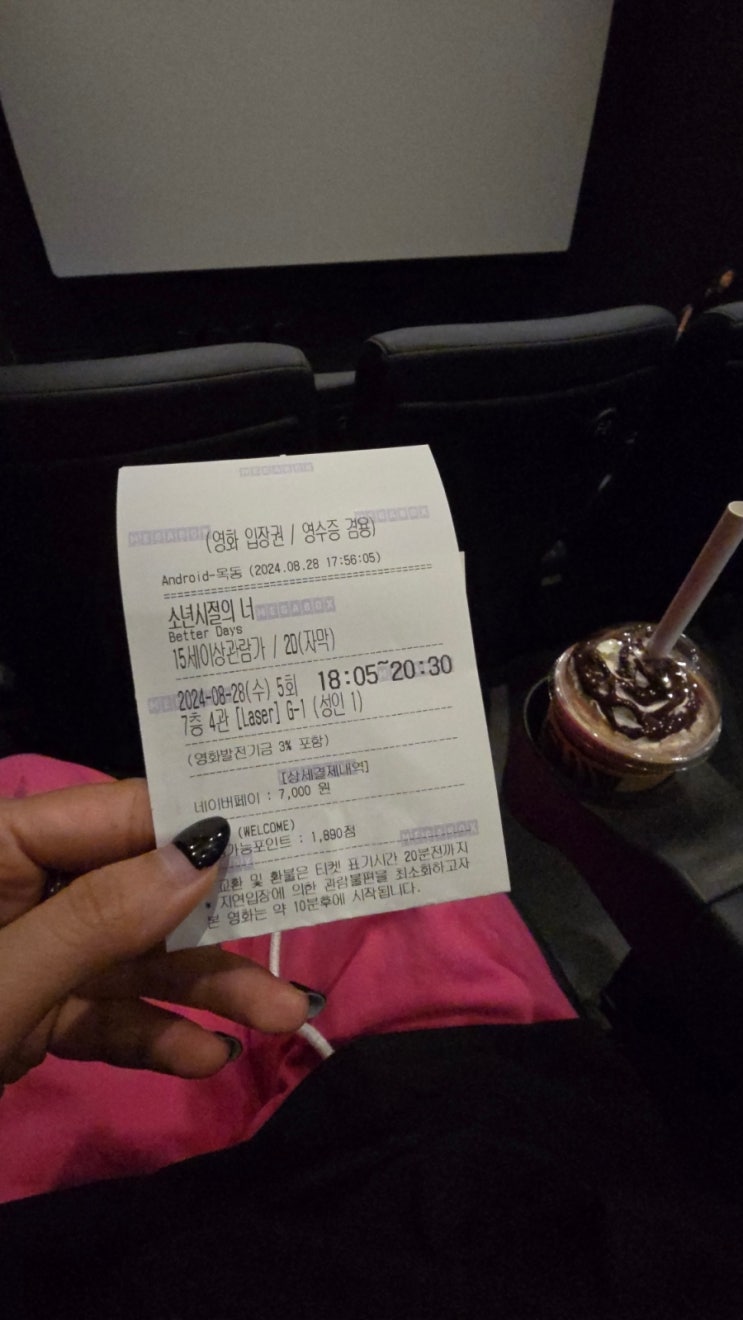 MEGABOX
MEGABOX
MEGABOX
(영화 입장권 / 영수증 겸용)
Android-목동 (2024.08.28 17:56:05)
소년시절의 너
MEGABOX
Better Days
15세이상관람가 / 2D(자막)
2024-08-28(수) 5회 18:05~20:30
7층 4관 [Laser] G-1 (성인 1)
(영화발전기금 3% 포함)
[상세결제내역]
네이버페이 : 7,000 원
(WELCOME)
가능포인트 : 1,890점
MEGABOX
교환 및 환불은 티켓 표기시간 20분전까지
* 지연입장에 의한 관람불편을 최소화하고자
본 영화는 약 10분후에 시작됩니다.